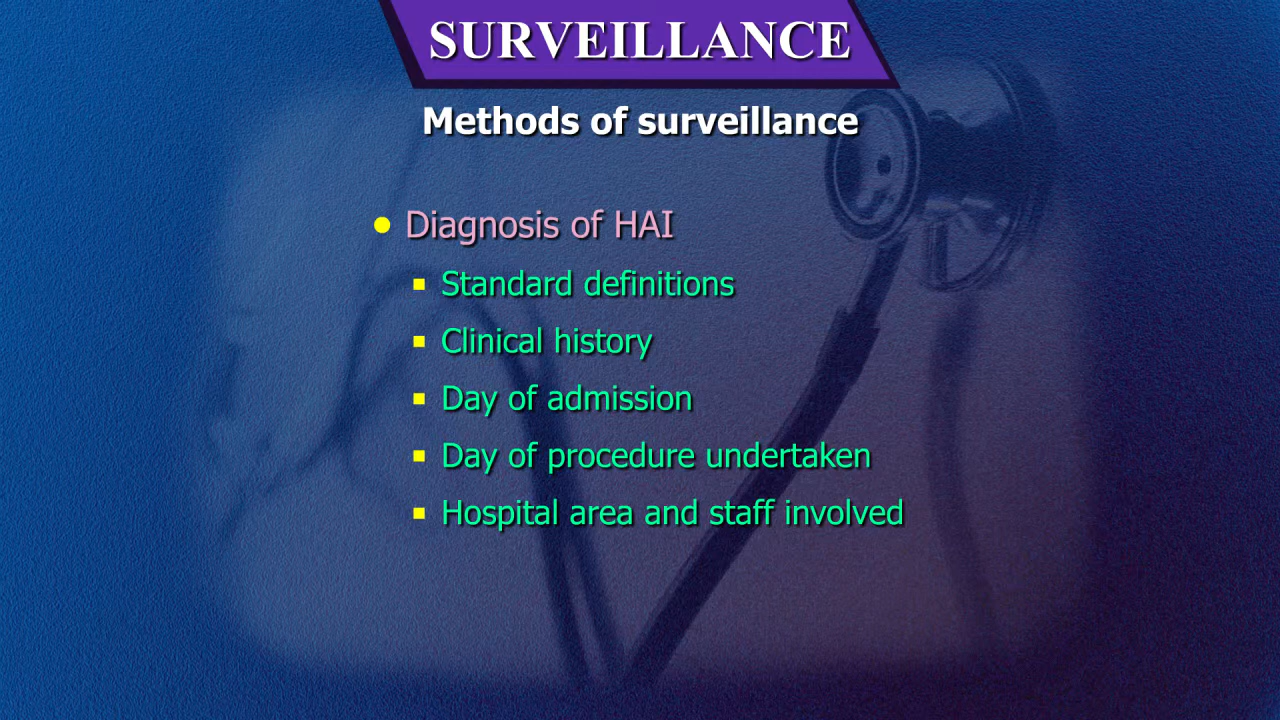 SURVEILLANCE
Methods of surveillance
Diagnosis of HAI
Standard definitions
Clinical history
Day of admission
Day of procedure undertaken
Hospital area and staff involved